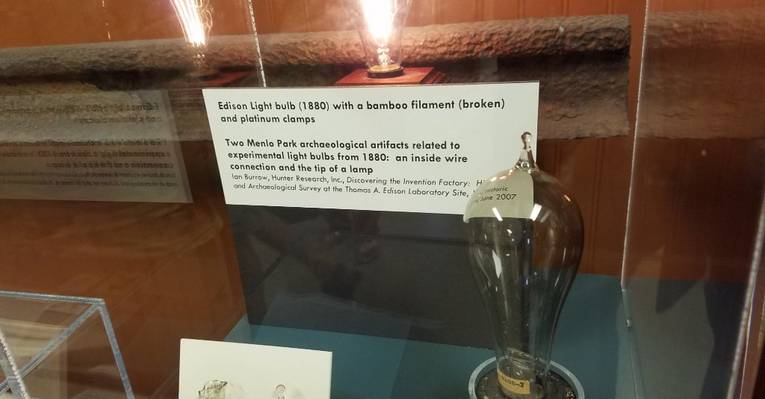 Edison Light bulb (1880) with a bamboo filament (broken)
and platinum clamps
Two Menlo Park archaeological artifacts related to
experimental light bulbs from 1880: an inside wire
connection and the tip of a lamp
Ian Burrow, Hunter Research, Inc., Discovering the Invention Factory:
and Archaeological Survey at the Thomas A. Edison Laboratory Site,
June 2007